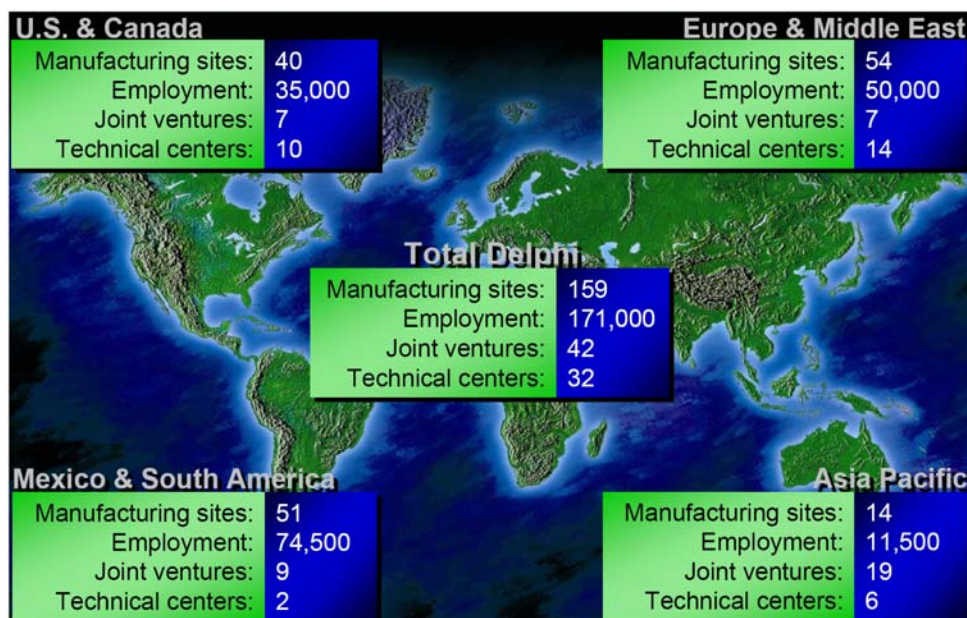 U.S. & Canada
Manufacturing sites: 40
Employment: 35,000
Joint ventures: 7
Technical centers: 10
Europe & Middle East
Manufacturing sites: 54
Employment: 50,000
Joint ventures: 7
Technical centers: 14
Total Delphi
Manufacturing sites: 159
Employment: 171,000
Joint ventures: 42
Technical centers: 32
Mexico & South America
Manufacturing sites: 51
Employment: 74,500
Joint ventures: 9
Technical centers: 2
Asia Pacific
Manufacturing sites: 14
Employment: 11,500
Joint ventures: 19
Technical centers: 6